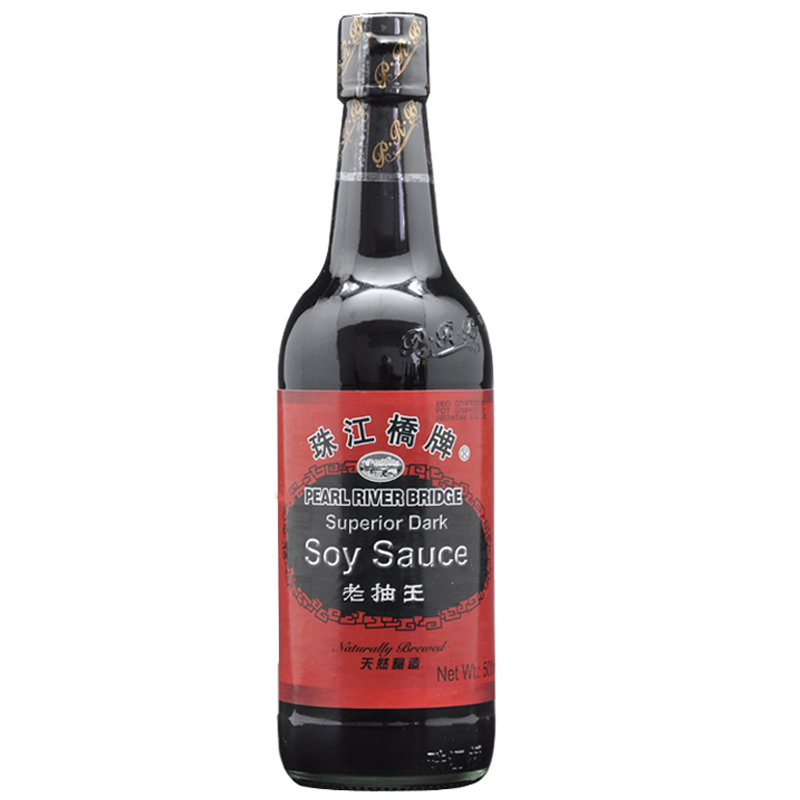 P.R.B
P.R.B
P.R.B
珠江橋牌®
PEARL RIVER BRIDGE
Superior Dark
Soy Sauce
老抽王
Naturally Brewed
天然釀造
Net Wt.: